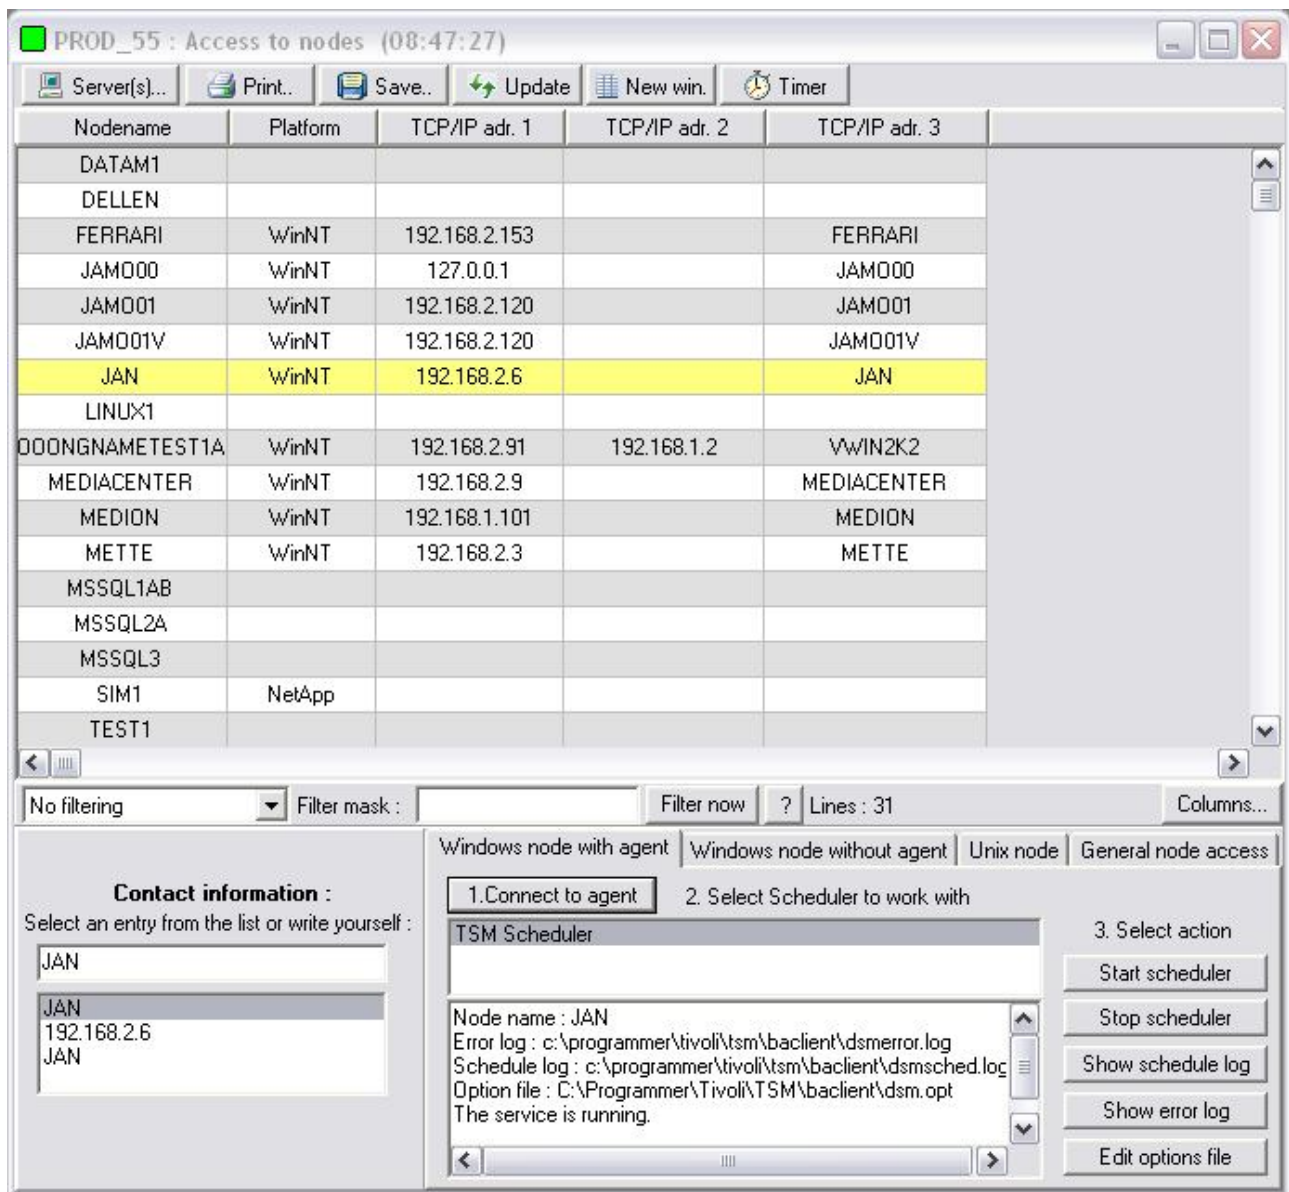 PROD_55 : Access to nodes (08:47:27)
Server(s)... Print.. Save.. Update New win. Timer
Nodename Platform TCP/IP adr. 1 TCP/IP adr. 2 TCP/IP adr. 3
DATAM1
DELLEN
FERRARI WinNT 192.168.2.153 FERRARI
JAMO00 WinNT 127.0.0.1 JAMO00
JAMO01 WinNT 192.168.2.120 JAMO01
JAMO01V WinNT 192.168.2.120 JAMO01V
JAN WinNT 192.168.2.6 JAN
LINUX1
OOONGNAMETEST1A WinNT 192.168.2.91 192.168.1.2 VWIN2K2
MEDIACENTER WinNT 192.168.2.9 MEDIACENTER
MEDION WinNT 192.168.1.101 MEDION
METTE WinNT 192.168.2.3 METTE
MSSQL1AB
MSSQL2A
MSSQL3
SIM1 NetApp
TEST1
No filtering Filter mask : Filter now ? Lines : 31 Columns...
Windows node with agent Windows node without agent Unix node General node access
Contact information :
Select an entry from the list or write yourself :
JAN
JAN
192.168.2.6
JAN
1.Connect to agent 2. Select Scheduler to work with
TSM Scheduler
Node name : JAN
Error log : c:\programmer\tivoli\tsm\baclient\dsmerror.log
Schedule log : c:\programmer\tivoli\tsm\baclient\dsmsched.log
Option file : C:\Programmer\Tivoli\TSM\baclient\dsm.opt
The service is running.
3. Select action
Start scheduler
Stop scheduler
Show schedule log
Show error log
Edit options file